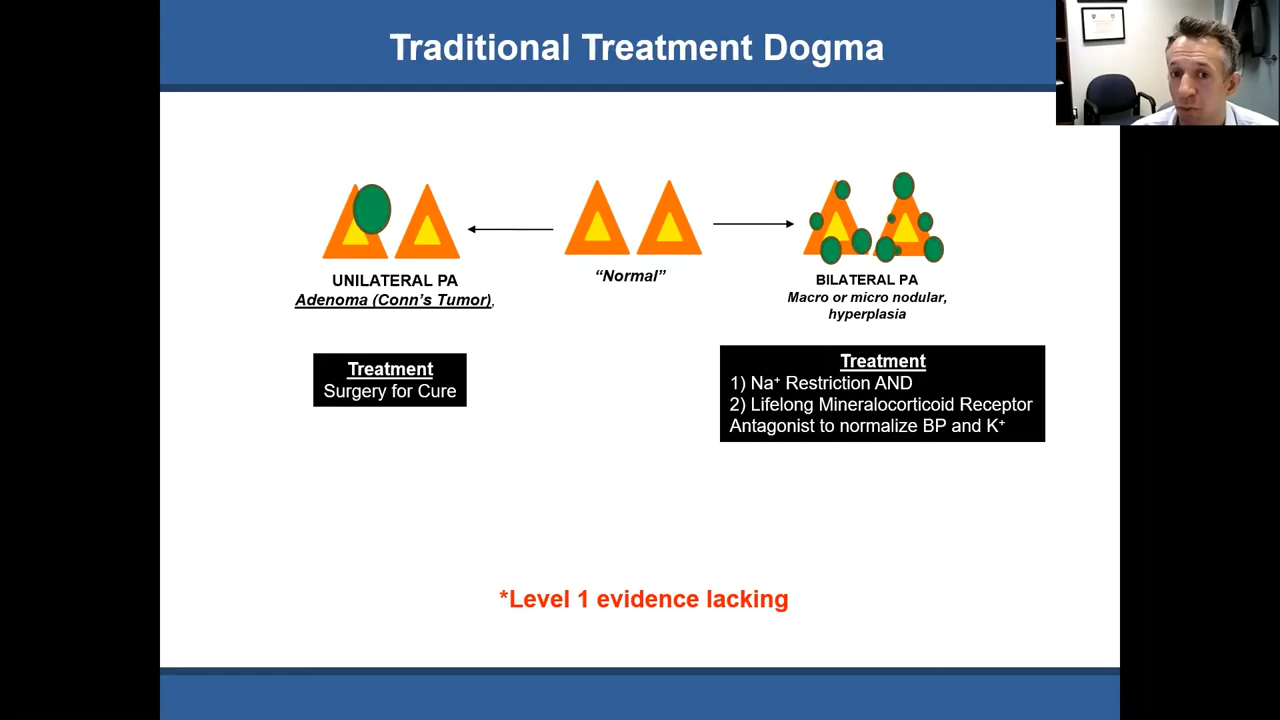 Traditional Treatment Dogma
UNILATERAL PA
Adenoma (Conn's Tumor),
“Normal”
BILATERAL PA
Macro or micro nodular,
hyperplasia
Treatment
Surgery for Cure
Treatment
1) Na⁺ Restriction AND
2) Lifelong Mineralocorticoid Receptor
Antagonist to normalize BP and K⁺
*Level 1 evidence lacking